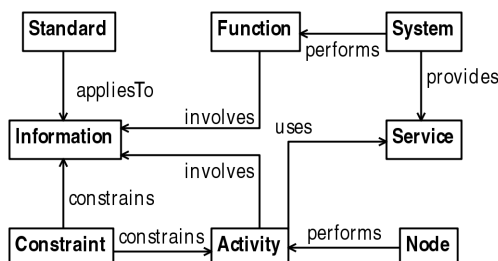 Standard
Function
System
performs
appliesTo
provides
involves
uses
Information
Service
involves
constrains
Constraint
constrains
Activity
performs
Node